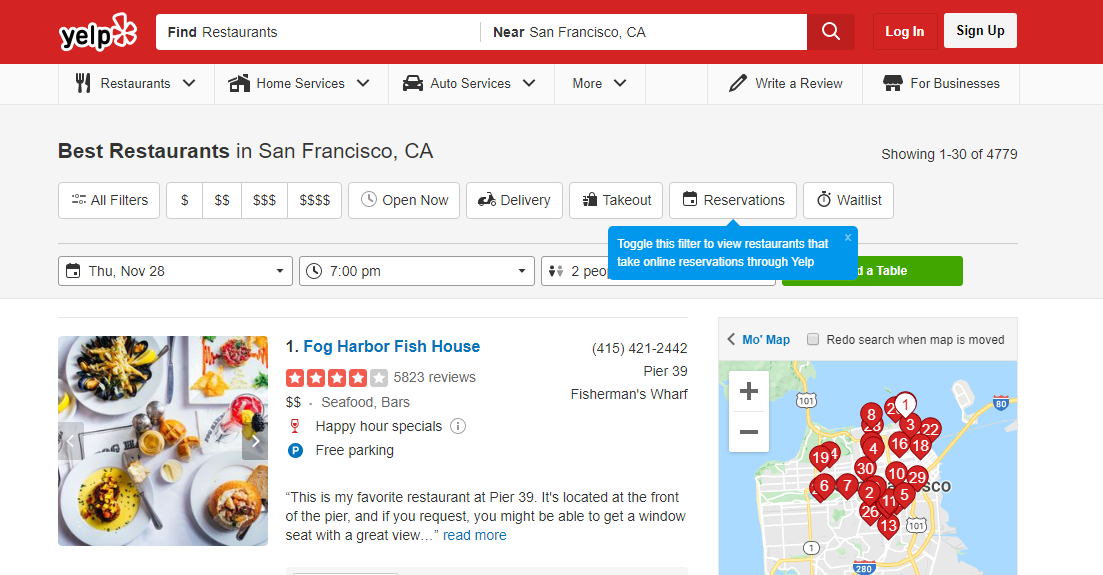 yelp
Find Restaurants
Near San Francisco, CA
Log In
Sign Up
Restaurants
Home Services
Auto Services
More
Write a Review
For Businesses
Best Restaurants in San Francisco, CA
Showing 1-30 of 4779
All Filters
$
$$
$$$
$$$$
Open Now
Delivery
Takeout
Reservations
Waitlist
Toggle this filter to view restaurants that x
take online reservations through Yelp
Thu, Nov 28
7:00 pm
2 peo
a Table
1. Fog Harbor Fish House
5823 reviews
$$ · Seafood, Bars
Happy hour specials
P Free parking
(415) 421-2442
Pier 39
Fisherman's Wharf
“This is my favorite restaurant at Pier 39. It's located at the front
of the pier, and if you request, you might be able to get a window
seat with a great view…” read more
Mo' Map
Redo search when map is moved
+
−
101
80
8
1
3
22
16
18
4
19
30
10
29
6
7
2
5
11
26
13
101
1
280